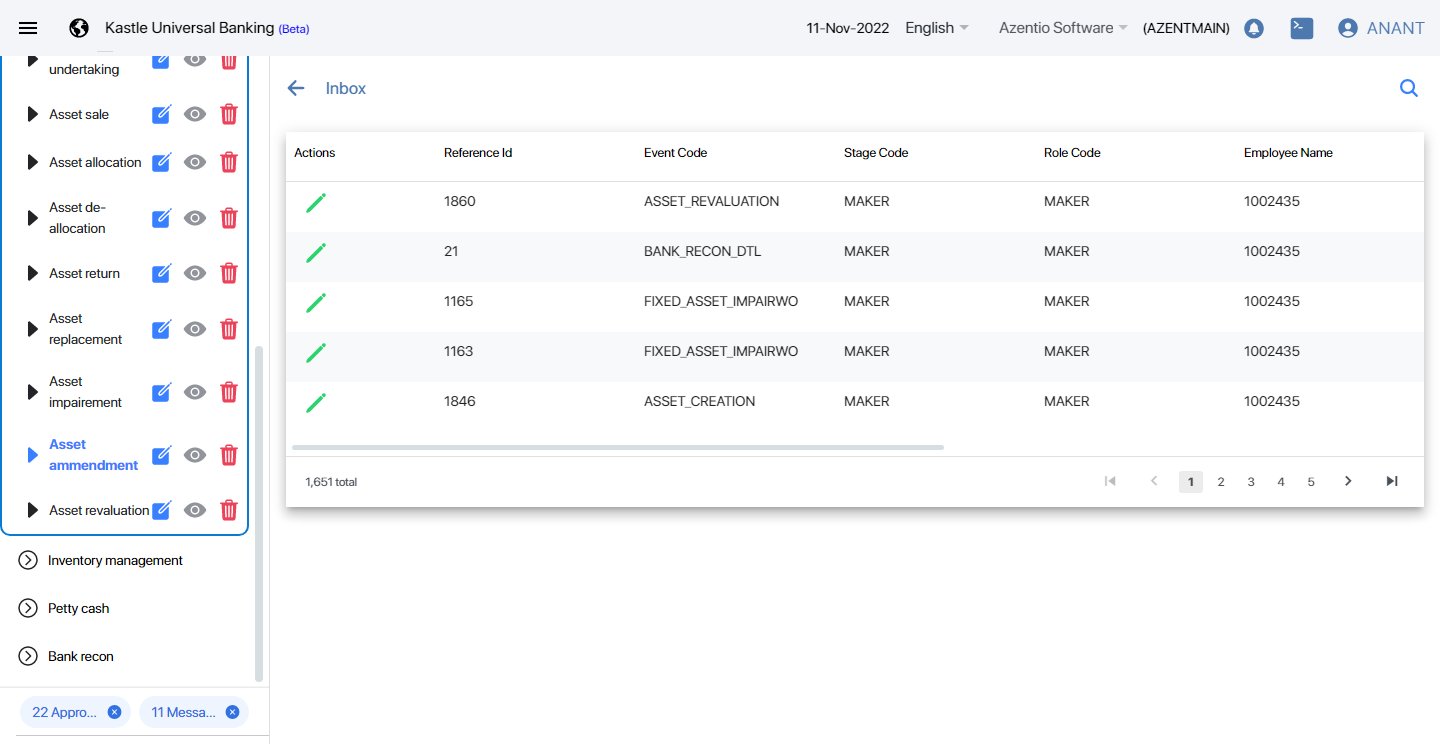 Kastle Universal Banking (Beta)
11-Nov-2022 English Azentio Software (AZENTMAIN) ANANT
undertaking
Asset sale
Asset allocation
Asset de-
allocation
Asset return
Asset
replacement
Asset
impairement
Asset
ammendment
Asset revaluation
Inventory management
Petty cash
Bank recon
22 Appro...
11 Messa...
Inbox
Actions Reference Id Event Code Stage Code Role Code Employee Name
1860 ASSET_REVALUATION MAKER MAKER 1002435
21 BANK_RECON_DTL MAKER MAKER 1002435
1165 FIXED_ASSET_IMPAIRWO MAKER MAKER 1002435
1163 FIXED_ASSET_IMPAIRWO MAKER MAKER 1002435
1846 ASSET_CREATION MAKER MAKER 1002435
1,651 total
1 2 3 4 5